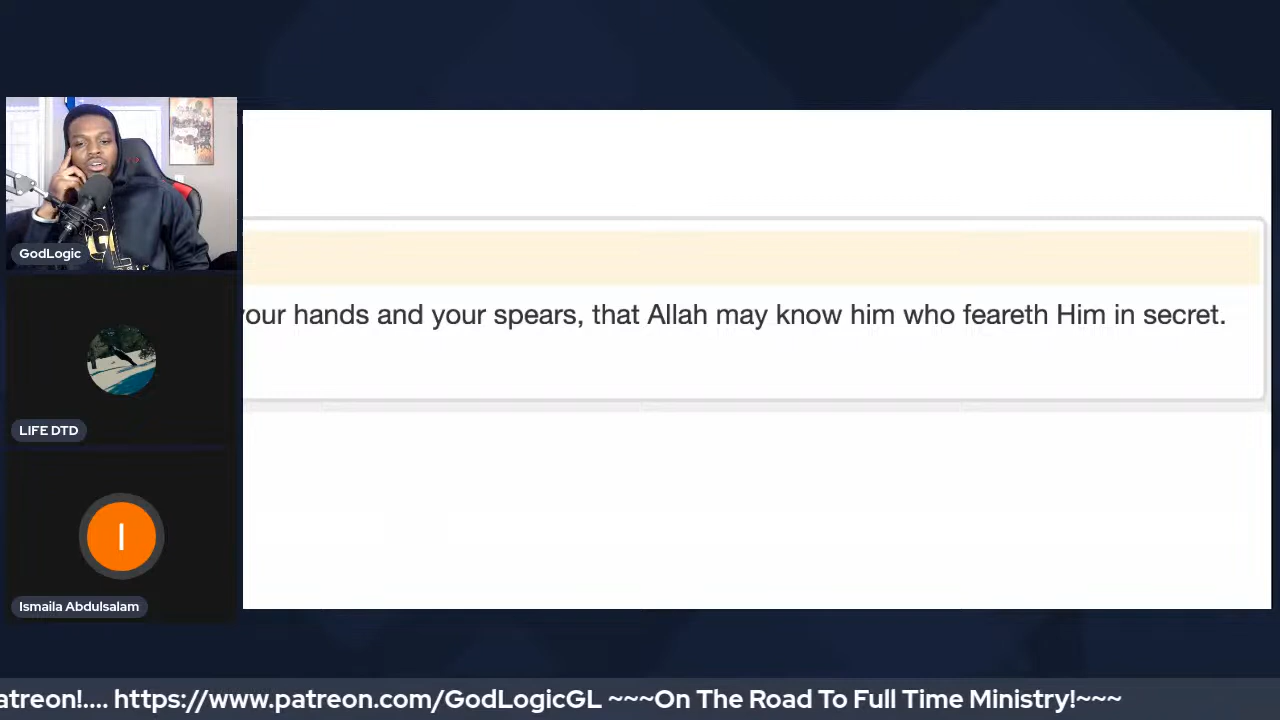 GodLogic
LIFE DTD
I
Ismaila Abdulsalam
your hands and your spears, that Allah may know him who feareth Him in secret.
atreon!.... https://www.patreon.com/GodLogicGL ~~~On The Road To Full Time Ministry!~~~